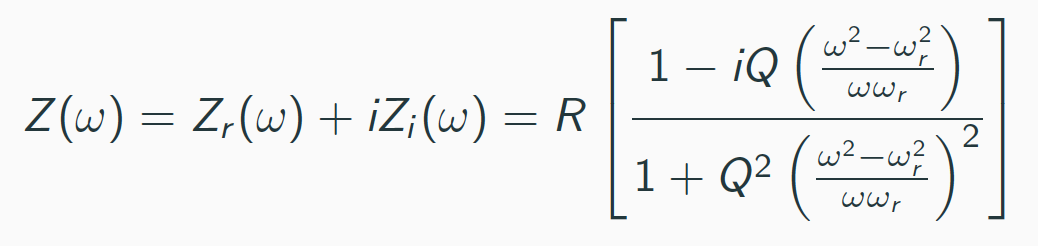 Z(ω) = Z_r(ω) + iZ_i(ω) = R [ (1 − iQ ((ω² − ω_r²)/(ωω_r))) / (1 + Q² ((ω² − ω_r²)/(ωω_r))²) ]